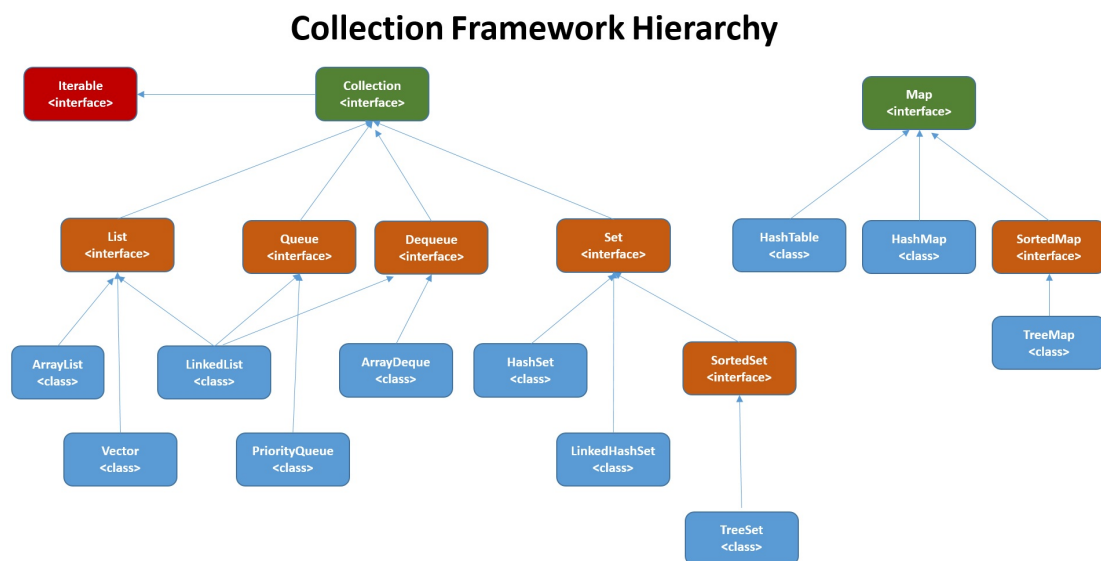 Collection Framework Hierarchy
Iterable
<interface>
Collection
<interface>
Map
<interface>
List
<interface>
Queue
<interface>
Dequeue
<interface>
Set
<interface>
HashTable
<class>
HashMap
<class>
SortedMap
<interface>
ArrayList
<class>
LinkedList
<class>
ArrayDeque
<class>
HashSet
<class>
SortedSet
<interface>
TreeMap
<class>
Vector
<class>
PriorityQueue
<class>
LinkedHashSet
<class>
TreeSet
<class>